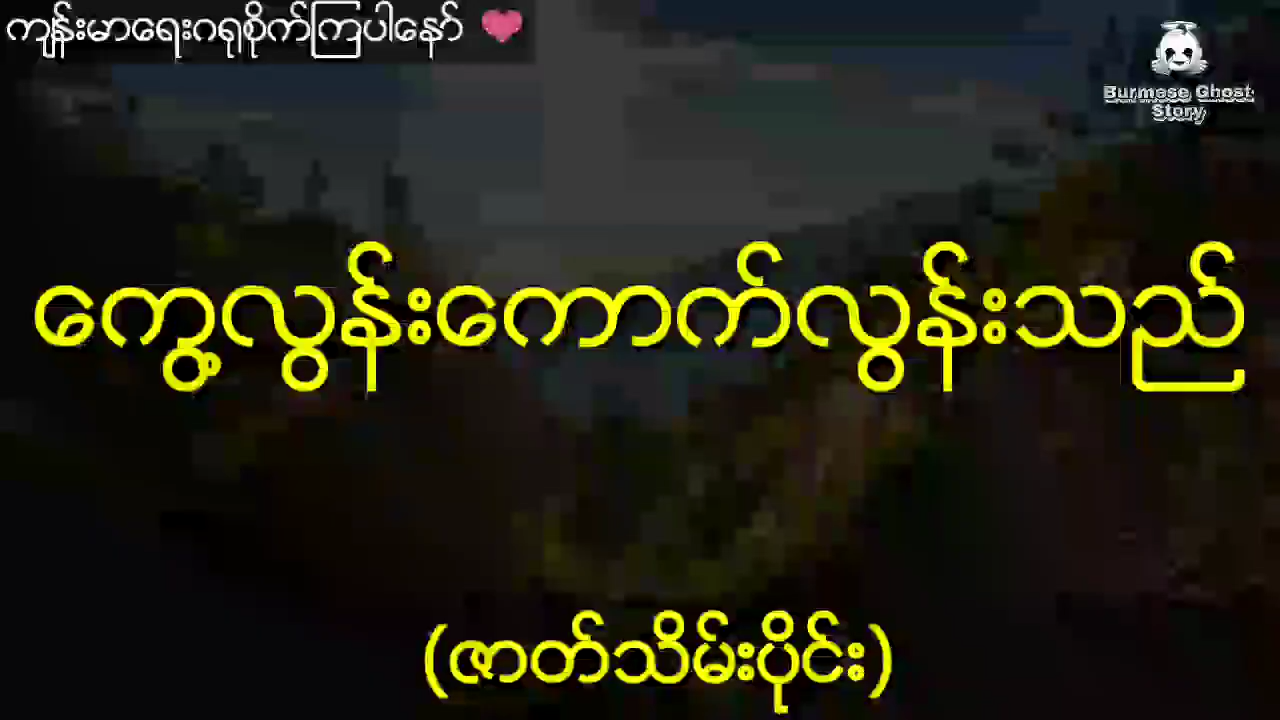 ကျန်းမာရေးဂရုစိုက်ကြပါနော်
Burmese Ghost
Story
ကွေ့လွန်းကောက်လွန်းသည်
(ဇာတ်သိမ်းပိုင်း)